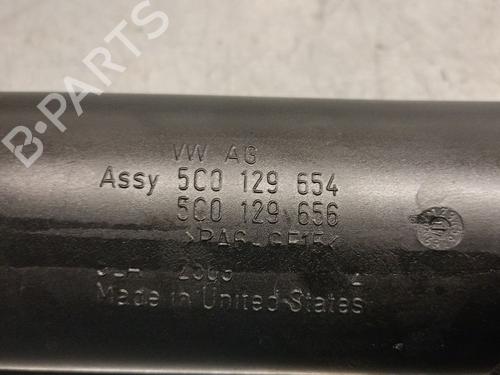 VW AG
Assy 5C0 129 654
5C0 129 656
Made in United States
B-PARTS